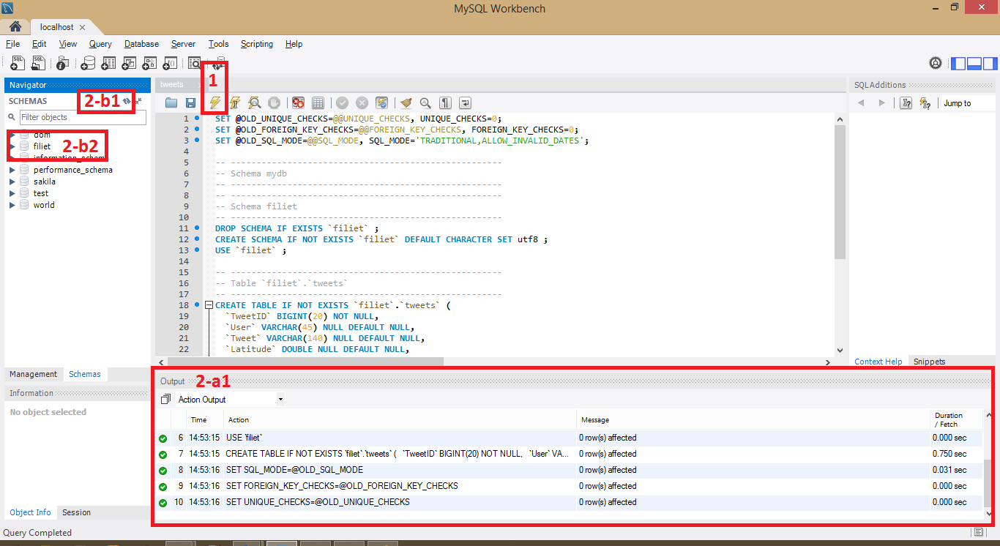 MySQL Workbench
localhost
File Edit View Query Database Server Tools Scripting Help
Navigator
SCHEMAS
2-b1
Filter objects
dom
filiet
2-b2
information_schema
performance_schema
sakila
test
world
Management Schemas
Information
No object selected
Object Info Session
tweets
1
1 SET @OLD_UNIQUE_CHECKS=@@UNIQUE_CHECKS, UNIQUE_CHECKS=0;
2 SET @OLD_FOREIGN_KEY_CHECKS=@@FOREIGN_KEY_CHECKS, FOREIGN_KEY_CHECKS=0;
3 SET @OLD_SQL_MODE=@@SQL_MODE, SQL_MODE='TRADITIONAL,ALLOW_INVALID_DATES';
4
5 -- -----------------------------------------------------
6 -- Schema mydb
7 -- -----------------------------------------------------
8 -- -----------------------------------------------------
9 -- Schema filiet
10 -- -----------------------------------------------------
11 DROP SCHEMA IF EXISTS `filiet` ;
12 CREATE SCHEMA IF NOT EXISTS `filiet` DEFAULT CHARACTER SET utf8 ;
13 USE `filiet` ;
14
15 -- -----------------------------------------------------
16 -- Table `filiet`.`tweets`
17 -- -----------------------------------------------------
18 CREATE TABLE IF NOT EXISTS `filiet`.`tweets` (
19 `TweetID` BIGINT(20) NOT NULL,
20 `User` VARCHAR(45) NULL DEFAULT NULL,
21 `Tweet` VARCHAR(140) NULL DEFAULT NULL,
22 `Latitude` DOUBLE NULL DEFAULT NULL,
SQLAdditions
Jump to
Context Help Snippets
Output 2-a1
Action Output
Time Action Message Duration / Fetch
6 14:53:15 USE `filiet` 0 row(s) affected 0.000 sec
7 14:53:15 CREATE TABLE IF NOT EXISTS `filiet`.`tweets` ( `TweetID` BIGINT(20) NOT NULL, `User` VA... 0 row(s) affected 0.750 sec
8 14:53:16 SET SQL_MODE=@OLD_SQL_MODE 0 row(s) affected 0.031 sec
9 14:53:16 SET FOREIGN_KEY_CHECKS=@OLD_FOREIGN_KEY_CHECKS 0 row(s) affected 0.000 sec
10 14:53:16 SET UNIQUE_CHECKS=@OLD_UNIQUE_CHECKS 0 row(s) affected 0.000 sec
Query Completed